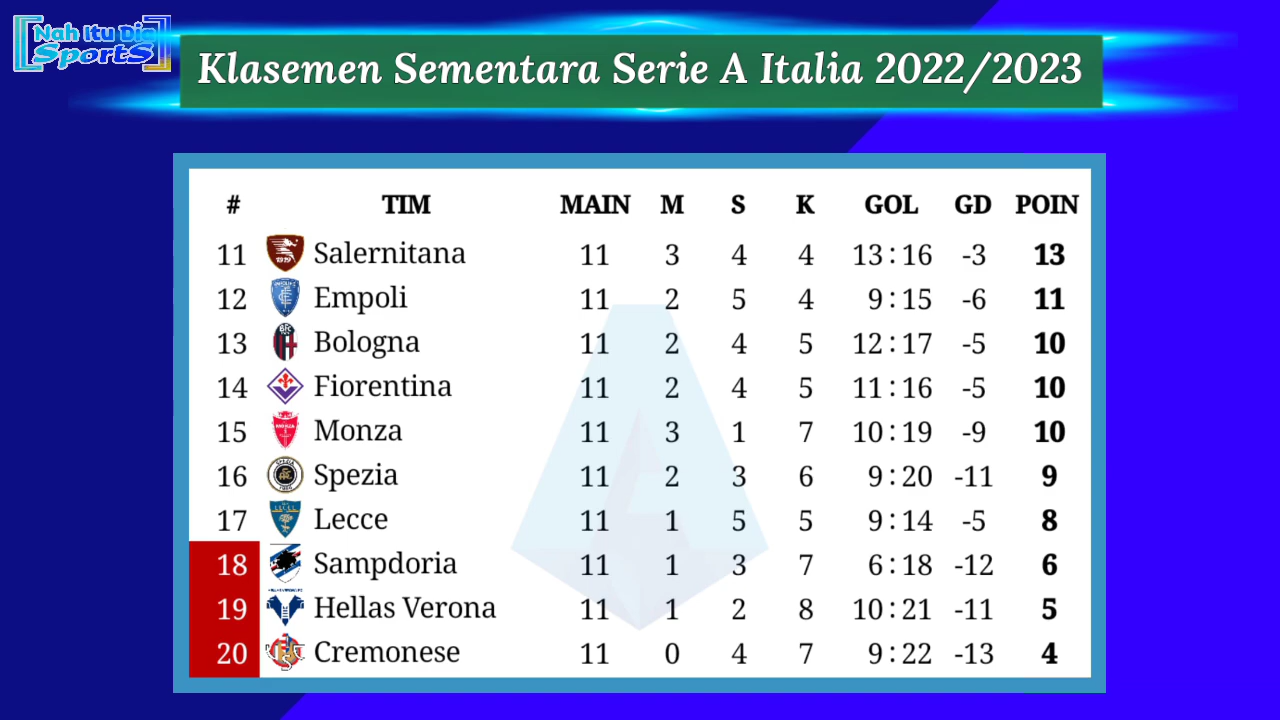 Nah Itu Dia
Sports
Klasemen Sementara Serie A Italia 2022/2023
# TIM MAIN M S K GOL GD POIN
11 Salernitana 11 3 4 4 13:16 -3 13
12 Empoli 11 2 5 4 9:15 -6 11
13 Bologna 11 2 4 5 12:17 -5 10
14 Fiorentina 11 2 4 5 11:16 -5 10
15 Monza 11 3 1 7 10:19 -9 10
16 Spezia 11 2 3 6 9:20 -11 9
17 Lecce 11 1 5 5 9:14 -5 8
18 Sampdoria 11 1 3 7 6:18 -12 6
19 Hellas Verona 11 1 2 8 10:21 -11 5
20 Cremonese 11 0 4 7 9:22 -13 4